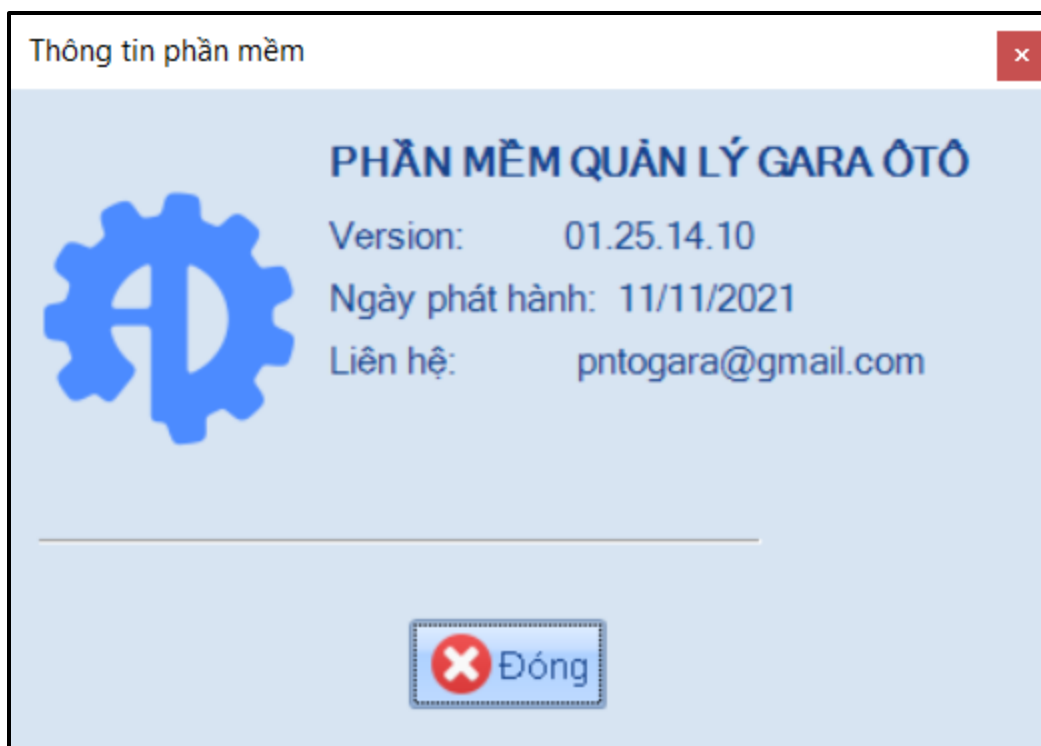 Thông tin phần mềm
PHẦN MỀM QUẢN LÝ GARA ÔTÔ
Version: 01.25.14.10
Ngày phát hành: 11/11/2021
Liên hệ: pntogara@gmail.com
Đóng